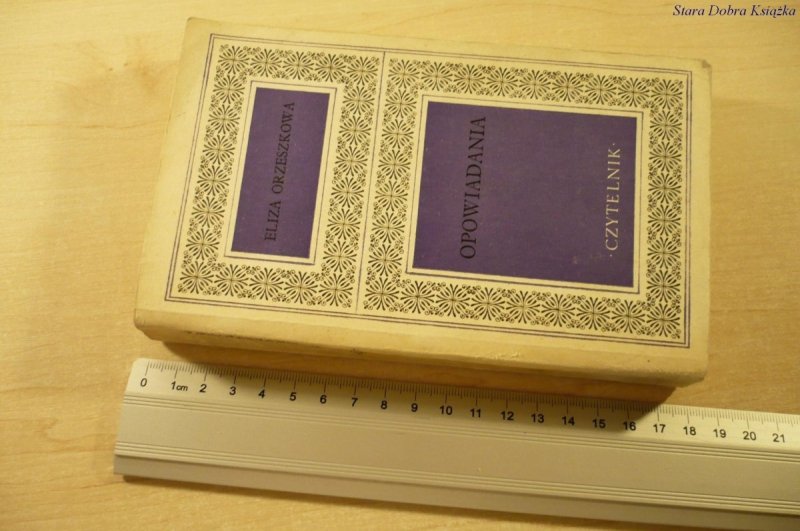 Stara Dobra Książka
ELIZA ORZESZKOWA
OPOWIADANIA
·CZYTELNIK·
0 1cm 2 3 4 5 6 7 8 9 10 11 12 13 14 15 16 17 18 19 20 21